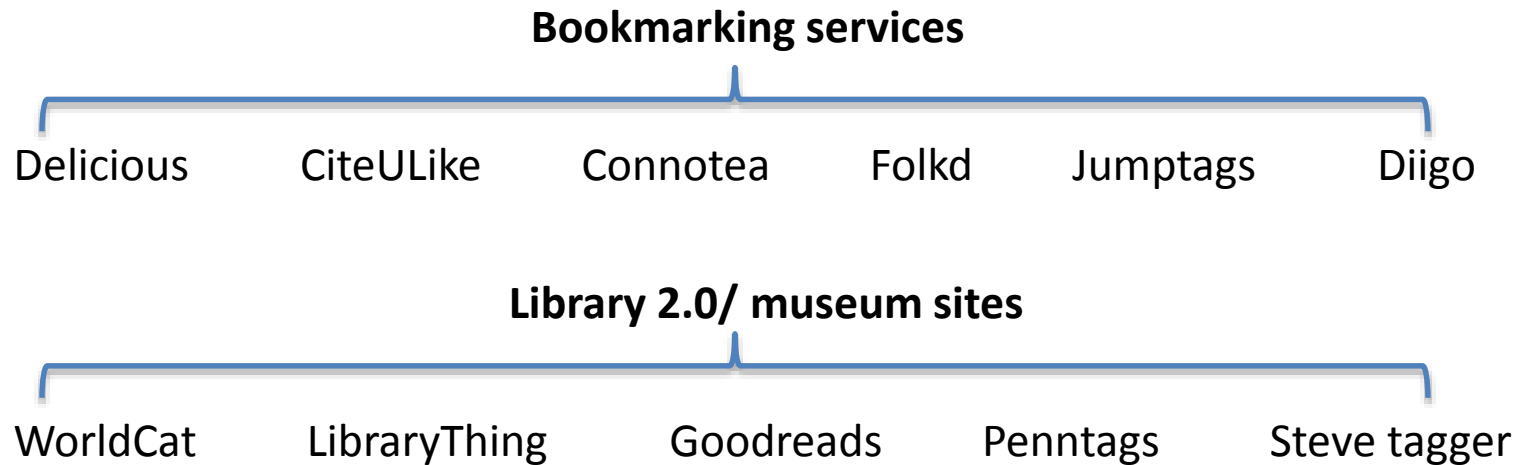 Bookmarking services
Delicious CiteULike Connotea Folkd Jumptags Diigo
Library 2.0/ museum sites
WorldCat LibraryThing Goodreads Penntags Steve tagger